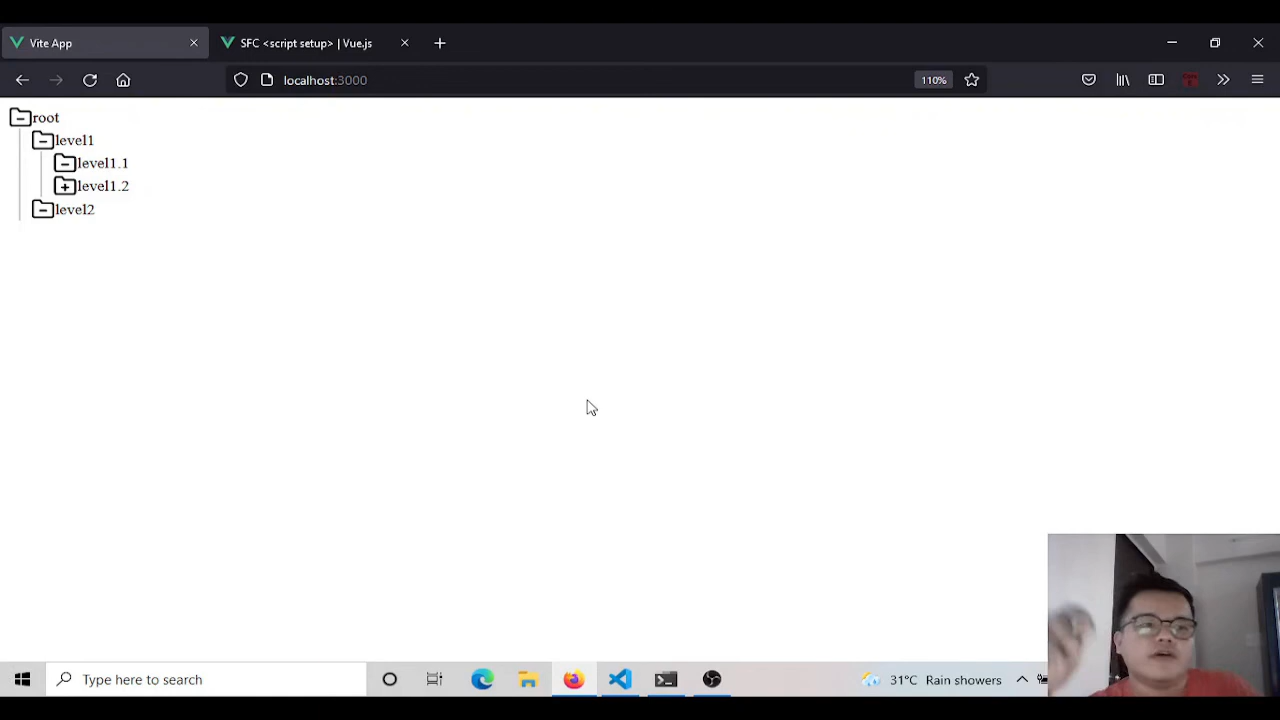 Vite App
SFC <script setup> | Vue.js
localhost:3000
110%
root
level1
level1.1
level1.2
level2
Type here to search
31°C Rain showers